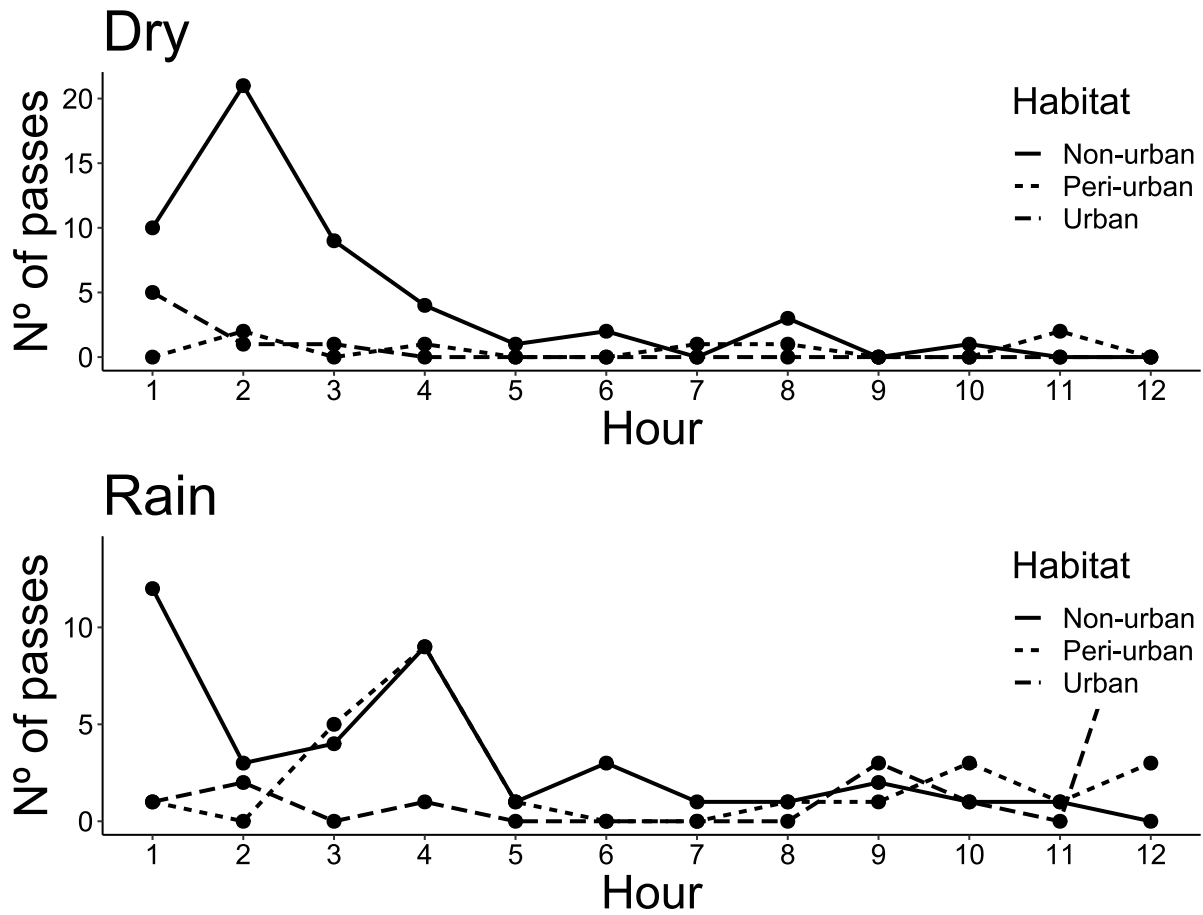 Dry
Nº of passes
20
15
10
5
0
Habitat
Non-urban
Peri-urban
Urban
1 2 3 4 5 6 7 8 9 10 11 12
Hour
Rain
Nº of passes
10
5
0
Habitat
Non-urban
Peri-urban
Urban
1 2 3 4 5 6 7 8 9 10 11 12
Hour